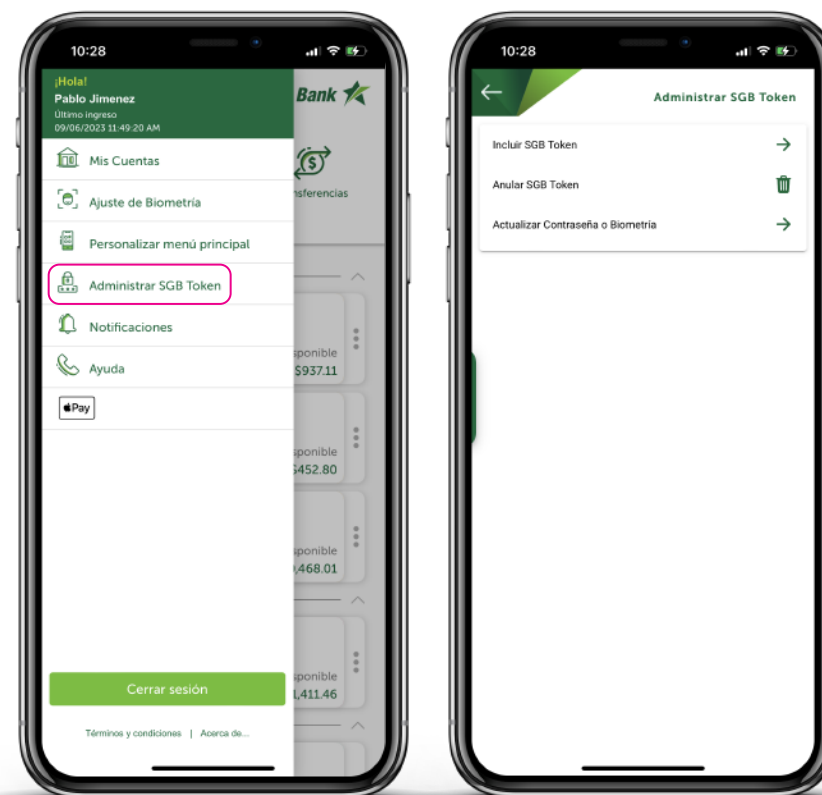 10:28
¡Hola!
Pablo Jimenez
Último ingreso
09/06/2023 11:49:20 AM
Bank
Mis Cuentas
Ajuste de Biometría
Personalizar menú principal
Administrar SGB Token
Notificaciones
Ayuda
Pay
nsferencias
sponible
$937.11
sponible
$452.80
sponible
,468.01
sponible
1,411.46
Cerrar sesión
Términos y condiciones | Acerca de...
10:28
Administrar SGB Token
Incluir SGB Token
Anular SGB Token
Actualizar Contraseña o Biometría